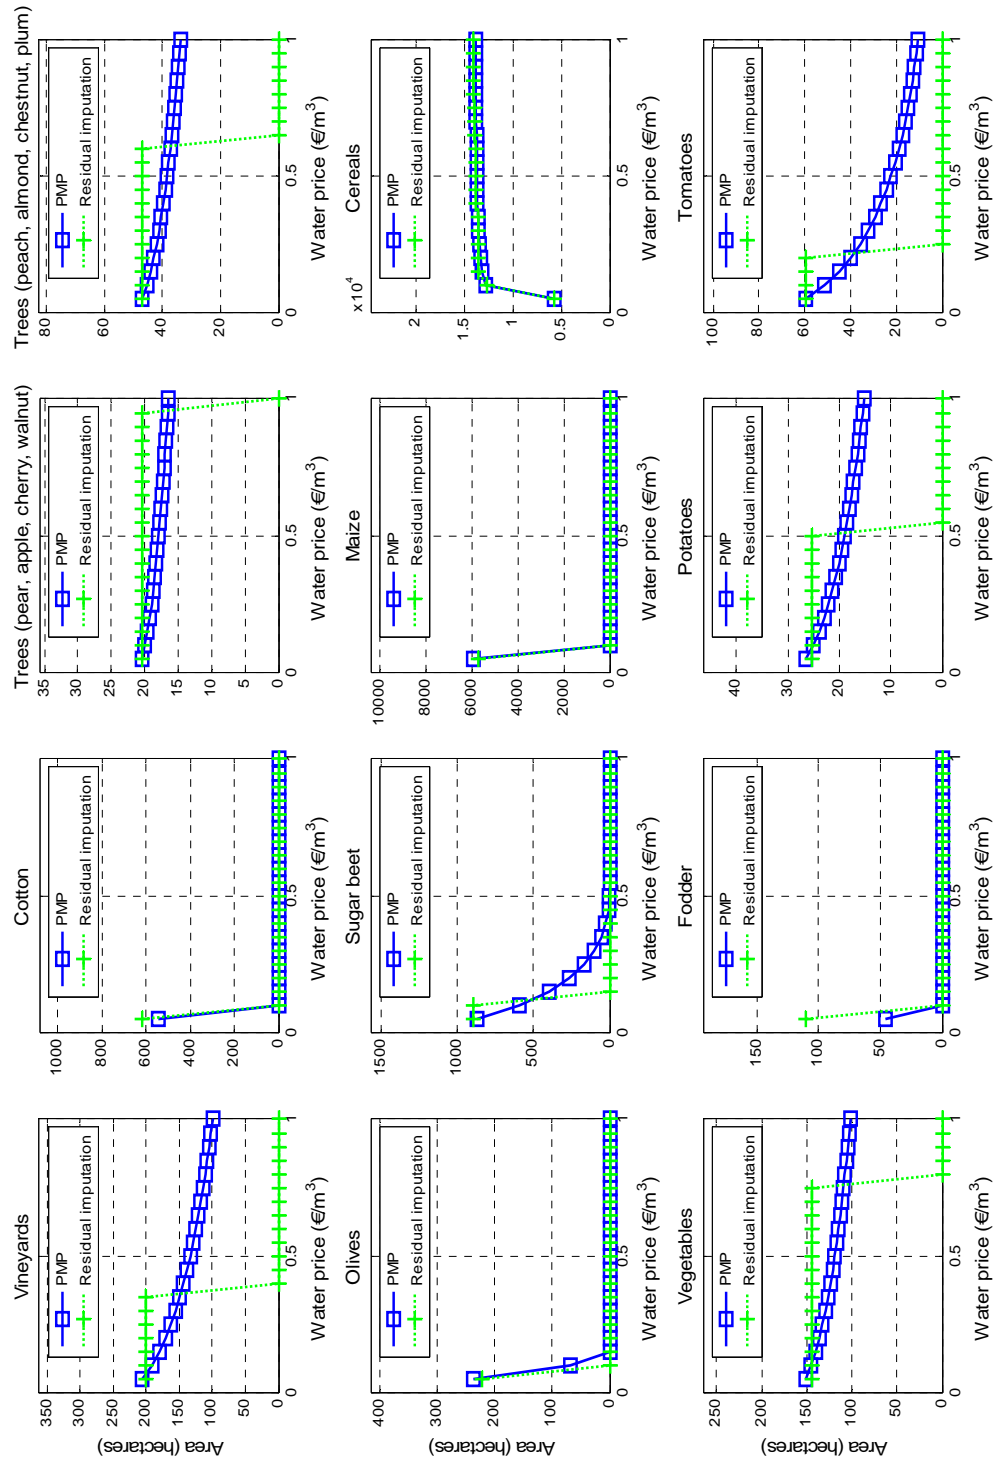 Vineyards
PMP
Residual imputation
350
300
250
200
150
100
50
0
Area (hectares)
0 0.5 1
Water price (€/m³)
Cotton
PMP
Residual imputation
1000
800
600
400
200
0
0 0.5 1
Water price (€/m³)
Trees (pear, apple, cherry, walnut)
PMP
Residual imputation
35
30
25
20
15
10
5
0
0 0.5 1
Water price (€/m³)
Trees (peach, almond, chestnut, plum)
PMP
Residual imputation
80
60
40
20
0
0 0.5 1
Water price (€/m³)
Olives
PMP
Residual imputation
400
300
200
100
0
Area (hectares)
0 0.5 1
Water price (€/m³)
Sugar beet
PMP
Residual imputation
1500
1000
500
0
0 0.5 1
Water price (€/m³)
Maize
PMP
Residual imputation
10000
8000
6000
4000
2000
0
0 0.5 1
Water price (€/m³)
x 10⁴
Cereals
PMP
Residual imputation
2
1.5
1
0.5
0
0 0.5 1
Water price (€/m³)
Vegetables
PMP
Residual imputation
250
200
150
100
50
0
Area (hectares)
0 0.5 1
Water price (€/m³)
Fodder
PMP
Residual imputation
150
100
50
0
0 0.5 1
Water price (€/m³)
Potatoes
PMP
Residual imputation
40
30
20
10
0
0 0.5 1
Water price (€/m³)
Tomatoes
PMP
Residual imputation
100
80
60
40
20
0
0 0.5 1
Water price (€/m³)